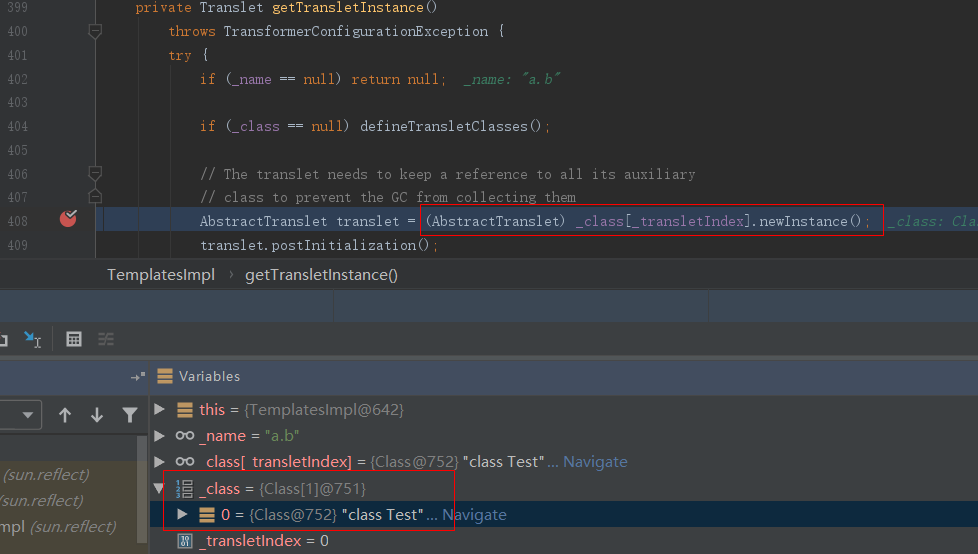 399 private Translet getTransletInstance()
400 throws TransformerConfigurationException {
401 try {
402 if (_name == null) return null; _name: "a.b"
403
404 if (_class == null) defineTransletClasses();
405
406 // The translet needs to keep a reference to all its auxiliary
407 // class to prevent the GC from collecting them
408 AbstractTranslet translet = (AbstractTranslet) _class[_transletIndex].newInstance(); _class: Cla
409 translet.postInitialization();
TemplatesImpl › getTransletInstance()
Variables
this = {TemplatesImpl@642}
_name = "a.b"
_class[_transletIndex] = {Class@752} "class Test"... Navigate
(sun.reflect)
_class = {Class[1]@751}
(sun.reflect)
0 = {Class@752} "class Test"... Navigate
mpl (sun.reflect)
_transletIndex = 0